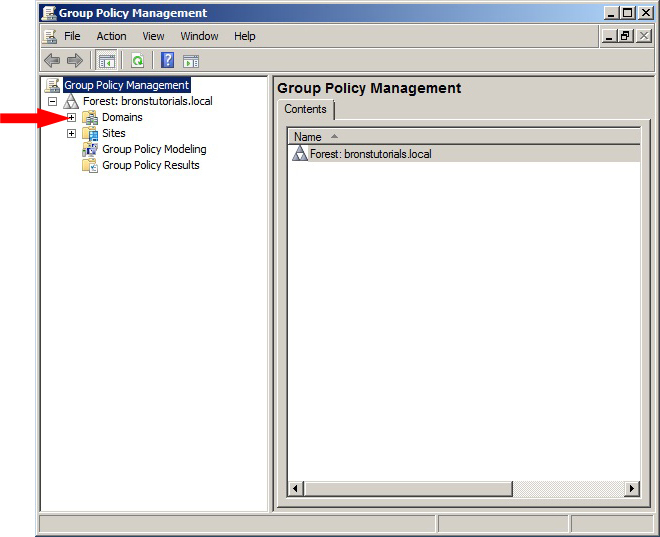 Group Policy Management
File Action View Window Help
Group Policy Management
Forest: bronstutorials.local
Domains
Sites
Group Policy Modeling
Group Policy Results
Group Policy Management
Contents
Name
Forest: bronstutorials.local